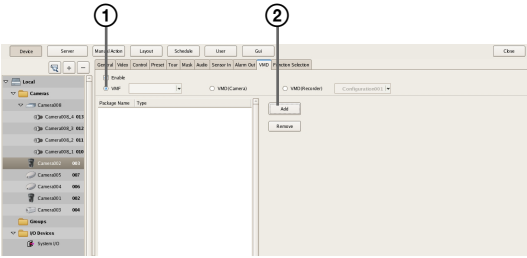 1 2
Device Server Manual Action Layout Schedule User Gui Close
General Video Control Preset Tour Mask Audio Sensor In Alarm Out VMD Function Selection
Enable
VMF VMD(Camera) VMD(Recorder) Configuration001
Package Name Type
Add
Remove
Local
Cameras
Camera008
Camera008_4 013
Camera008_3 012
Camera008_2 011
Camera008_1 010
Camera002 003
Camera005 007
Camera004 006
Camera001 002
Camera003 004
Groups
I/O Devices
System I/O